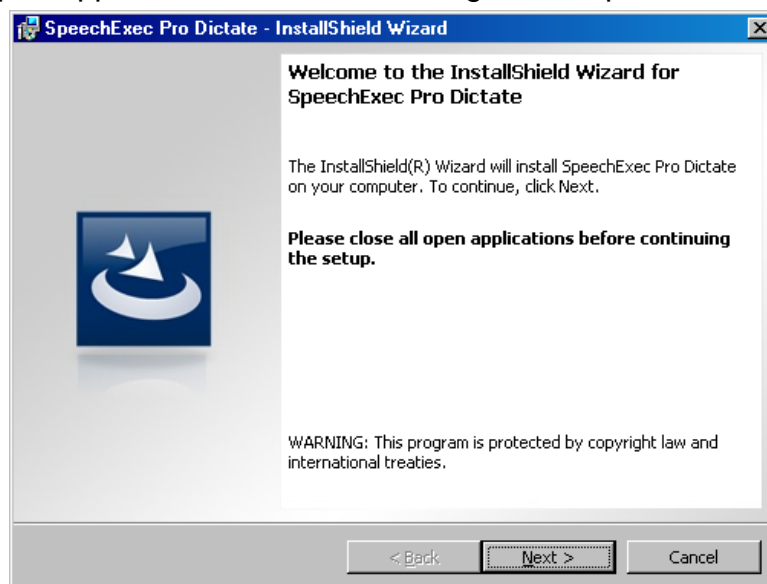 SpeechExec Pro Dictate - InstallShield Wizard
Welcome to the InstallShield Wizard for
SpeechExec Pro Dictate
The InstallShield(R) Wizard will install SpeechExec Pro Dictate
on your computer. To continue, click Next.
Please close all open applications before continuing
the setup.
WARNING: This program is protected by copyright law and
international treaties.
< Back
Next >
Cancel